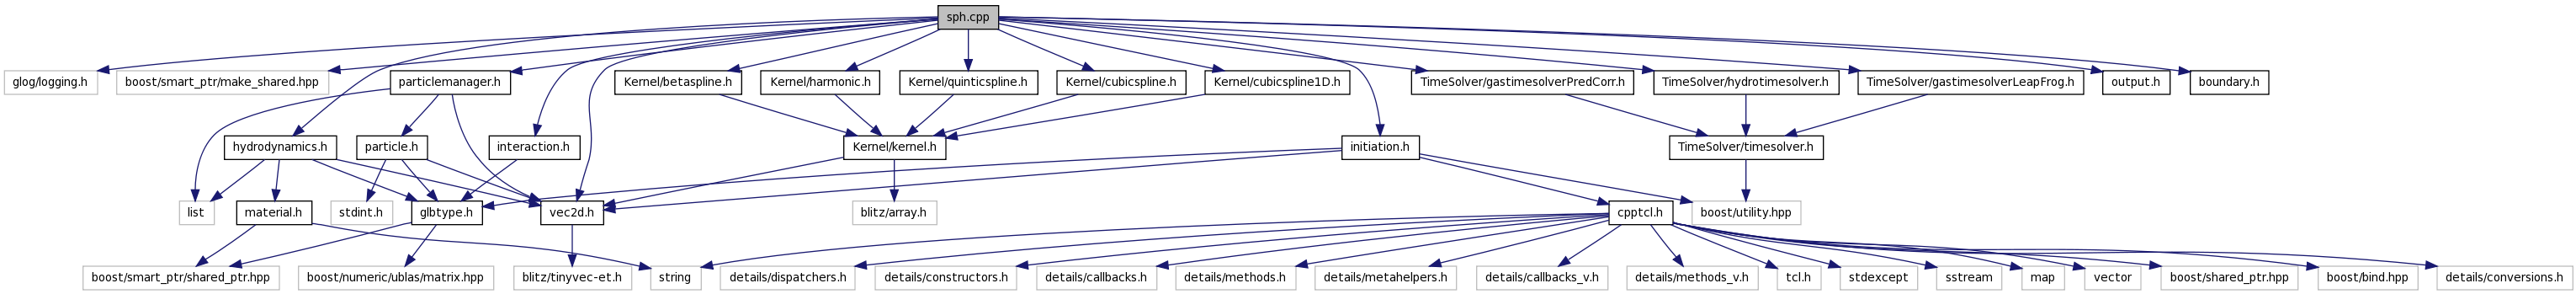 sph.cpp
glog/logging.h
boost/smart_ptr/make_shared.hpp
particlemanager.h
Kernel/betaspline.h
Kernel/harmonic.h
Kernel/quinticspline.h
Kernel/cubicspline.h
Kernel/cubicspline1D.h
TimeSolver/gastimesolverPredCorr.h
TimeSolver/hydrotimesolver.h
TimeSolver/gastimesolverLeapFrog.h
output.h
boundary.h
hydrodynamics.h
particle.h
interaction.h
Kernel/kernel.h
initiation.h
TimeSolver/timesolver.h
list
material.h
stdint.h
glbtype.h
vec2d.h
blitz/array.h
cpptcl.h
boost/utility.hpp
boost/smart_ptr/shared_ptr.hpp
boost/numeric/ublas/matrix.hpp
blitz/tinyvec-et.h
string
details/dispatchers.h
details/constructors.h
details/callbacks.h
details/methods.h
details/metahelpers.h
details/callbacks_v.h
details/methods_v.h
tcl.h
stdexcept
sstream
map
vector
boost/shared_ptr.hpp
boost/bind.hpp
details/conversions.h